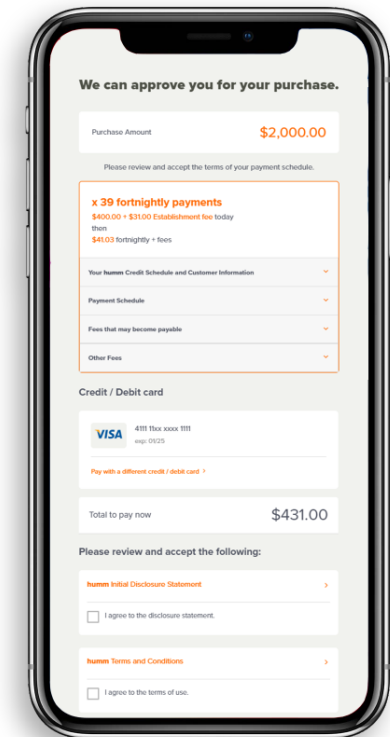 We can approve you for your purchase.
Purchase Amount $2,000.00
Please review and accept the terms of your payment schedule.
x 39 fortnightly payments
$400.00 + $31.00 Establishment fee today
then
$41.03 fortnightly + fees
Your humm Credit Schedule and Customer Information
Payment Schedule
Fees that may become payable
Other Fees
Credit / Debit card
VISA
4111 11xx xxxx 1111
exp: 01/25
Pay with a different credit / debit card >
Total to pay now $431.00
Please review and accept the following:
humm Initial Disclosure Statement >
I agree to the disclosure statement.
humm Terms and Conditions >
I agree to the terms of use.